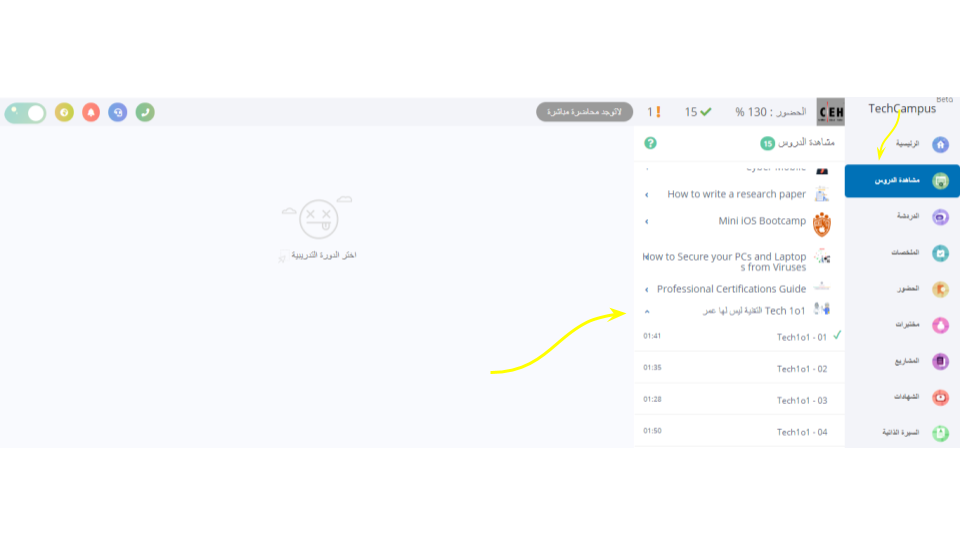 Beta
TechCampus
الرئيسية
مشاهدة الدروس
الدردشة
الملخصات
الحضور
مختبرات
المشاريع
الشهادات
السيرة الذاتية
CEH
الحضور : 130 %
15
1
لاتوجد محاضرة مباشرة
مشاهدة الدروس 15
How to write a research paper
Mini iOS Bootcamp
How to Secure your PCs and Laptop
s from Viruses
Professional Certifications Guide
Tech 1o1 التقنية ليس لها عمر
Tech1o1 - 01 01:41
Tech1o1 - 02 01:35
Tech1o1 - 03 01:28
Tech1o1 - 04 01:50
اختر الدورة التدريبية